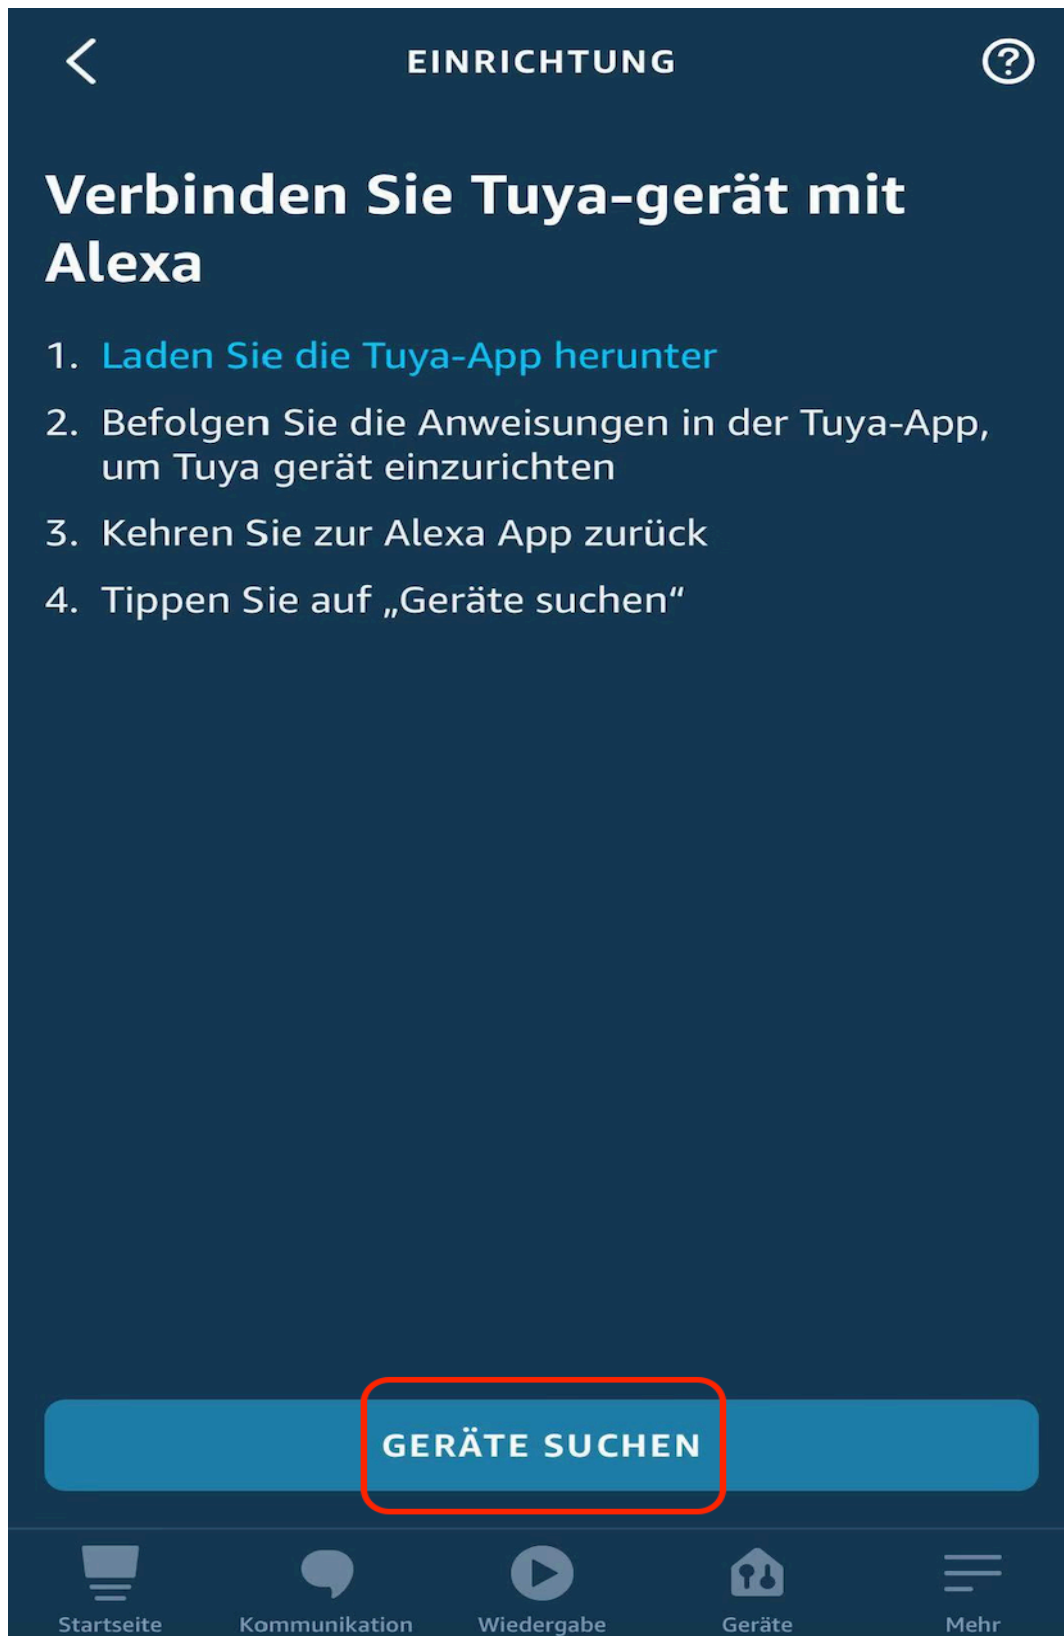 EINRICHTUNG
Verbinden Sie Tuya-gerät mit
Alexa
1. Laden Sie die Tuya-App herunter
2. Befolgen Sie die Anweisungen in der Tuya-App,
um Tuya gerät einzurichten
3. Kehren Sie zur Alexa App zurück
4. Tippen Sie auf „Geräte suchen“
GERÄTE SUCHEN
Startseite Kommunikation Wiedergabe Geräte Mehr